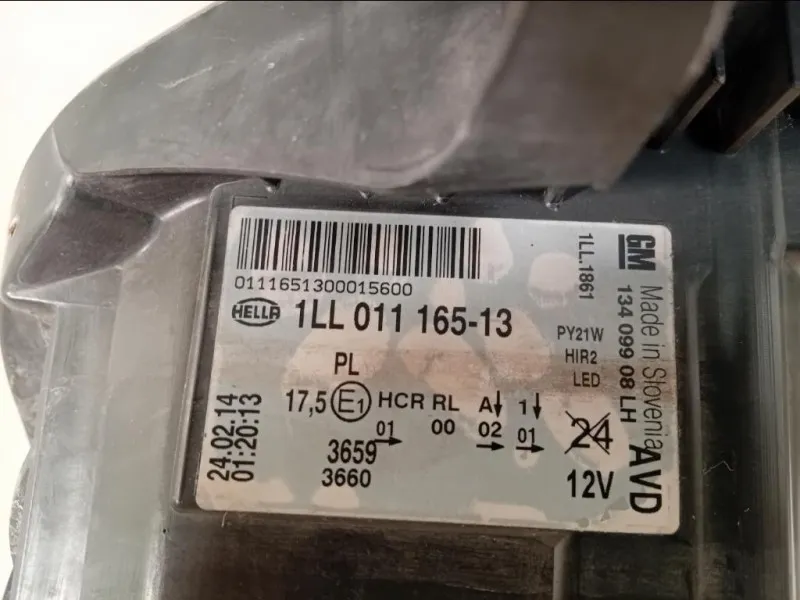 0111651300015600
HELLA 1LL 011 165-13
PL
17,5 E1 HCR RL A↓ 1↓
01 → 00 02 → 01 →
3659
3660
24.02.14
01:20:13
PY21W
HIR2
LED
24
12V
1LL.1861
GM
134 099 08 LH
Made in Slovenia
AVD